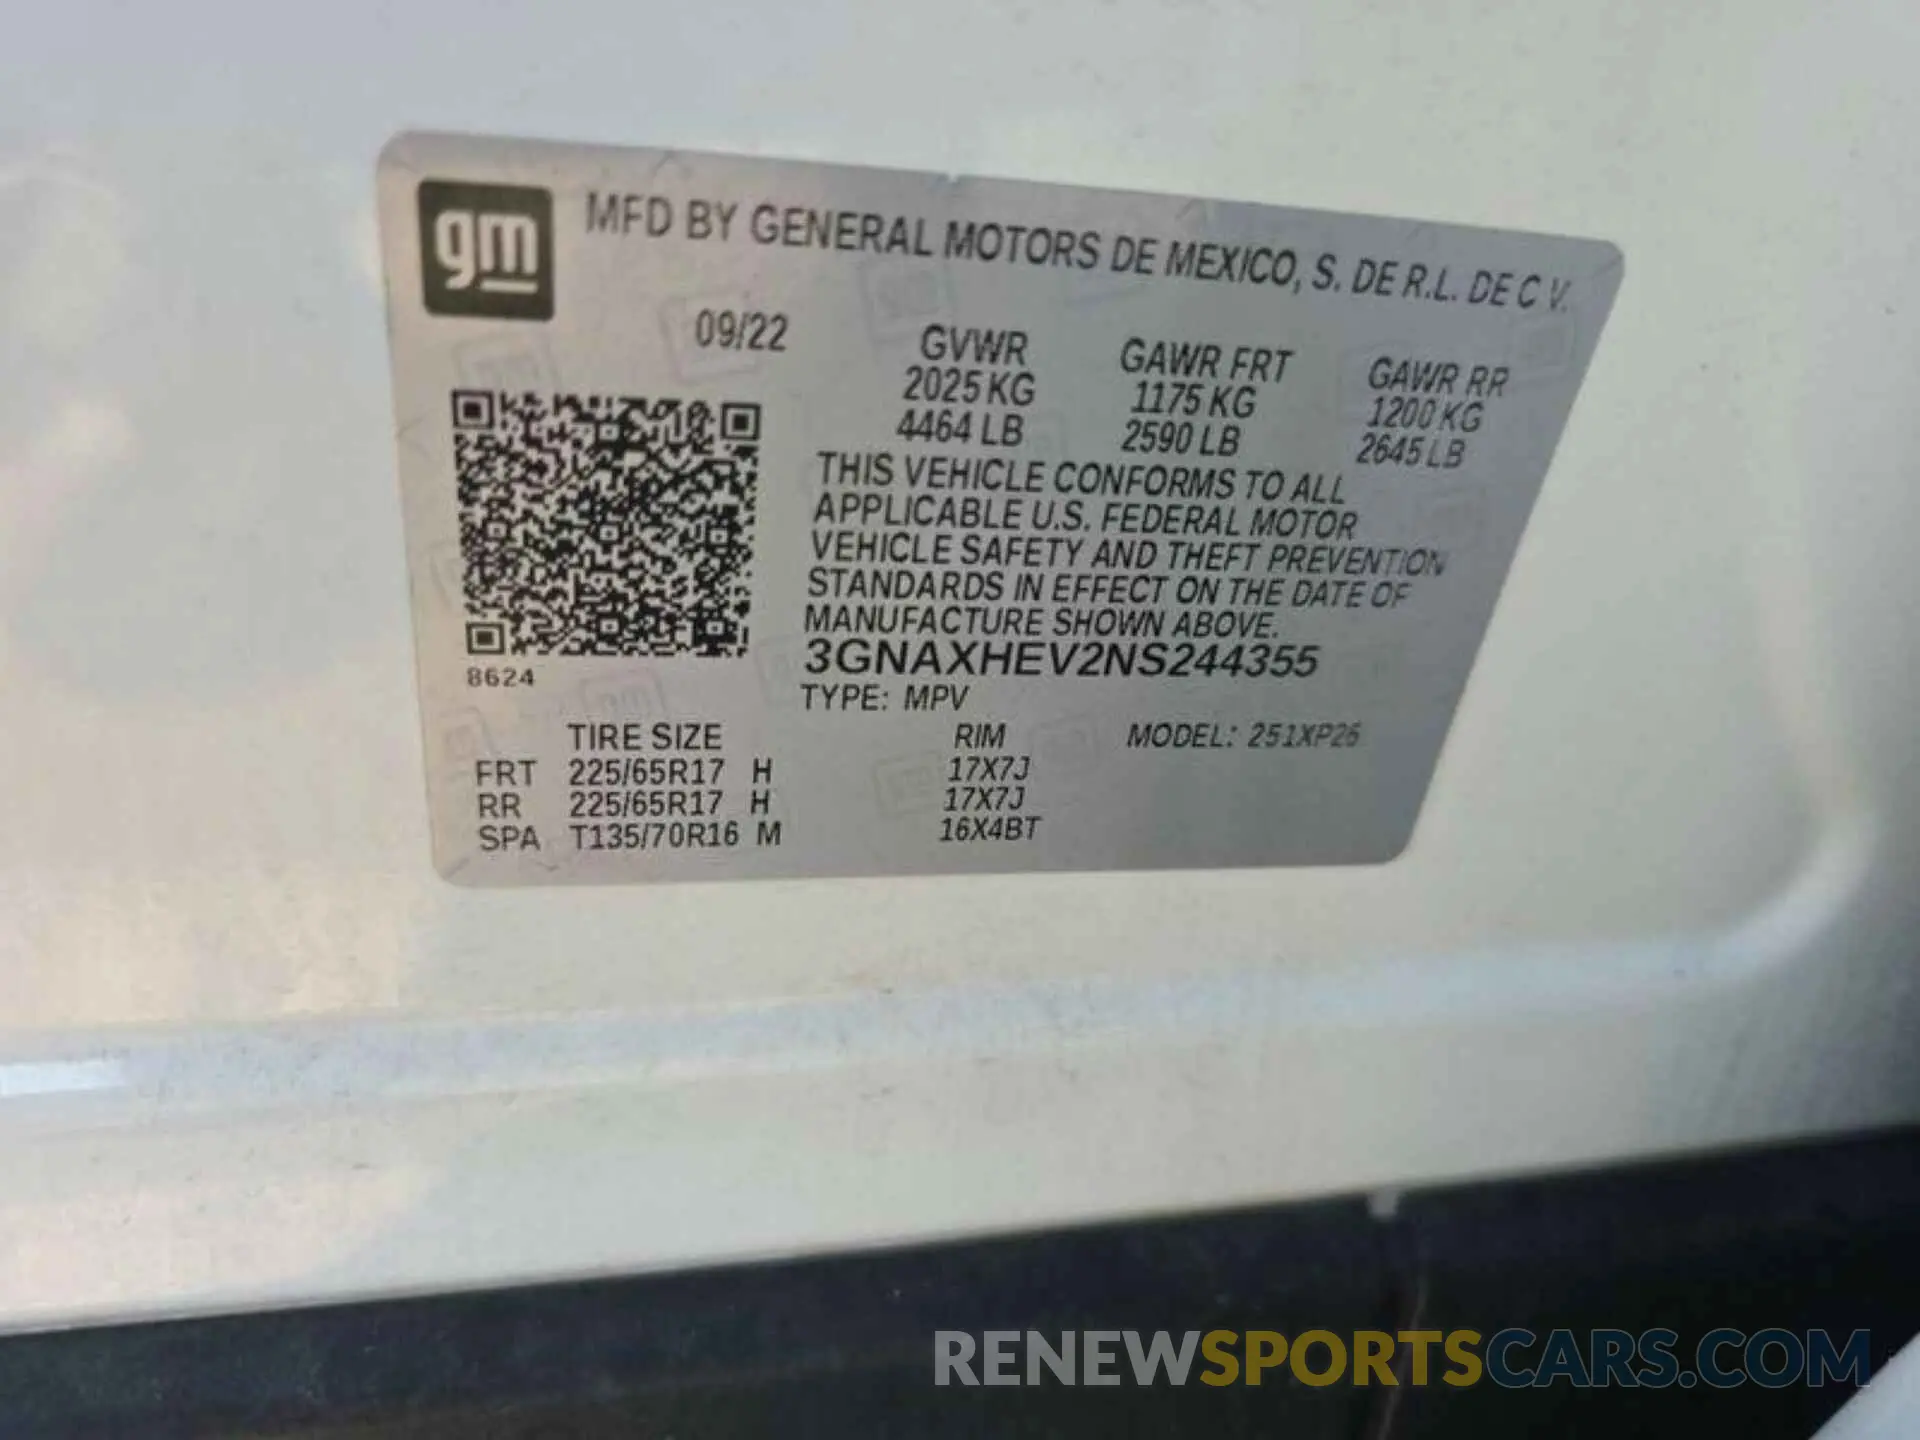 gm
MFD BY GENERAL MOTORS DE MEXICO, S. DE R.L. DE C V.
09/22
GVWR GAWR FRT GAWR RR
2025 KG 1175 KG 1200 KG
4464 LB 2590 LB 2645 LB
THIS VEHICLE CONFORMS TO ALL
APPLICABLE U.S. FEDERAL MOTOR
VEHICLE SAFETY AND THEFT PREVENTION
STANDARDS IN EFFECT ON THE DATE OF
MANUFACTURE SHOWN ABOVE.
3GNAXHEV2NS244355
8624
TYPE: MPV
TIRE SIZE RIM MODEL: 251XP26
FRT 225/65R17 H 17X7J
RR 225/65R17 H 17X7J
SPA T135/70R16 M 16X4BT
RENEWSPORTSCARS.COM